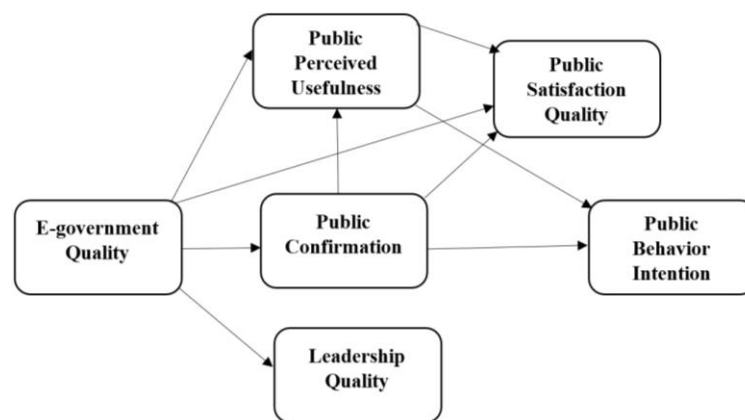 Public
Perceived
Usefulness
Public
Satisfaction
Quality
E-government
Quality
Public
Confirmation
Public
Behavior
Intention
Leadership
Quality